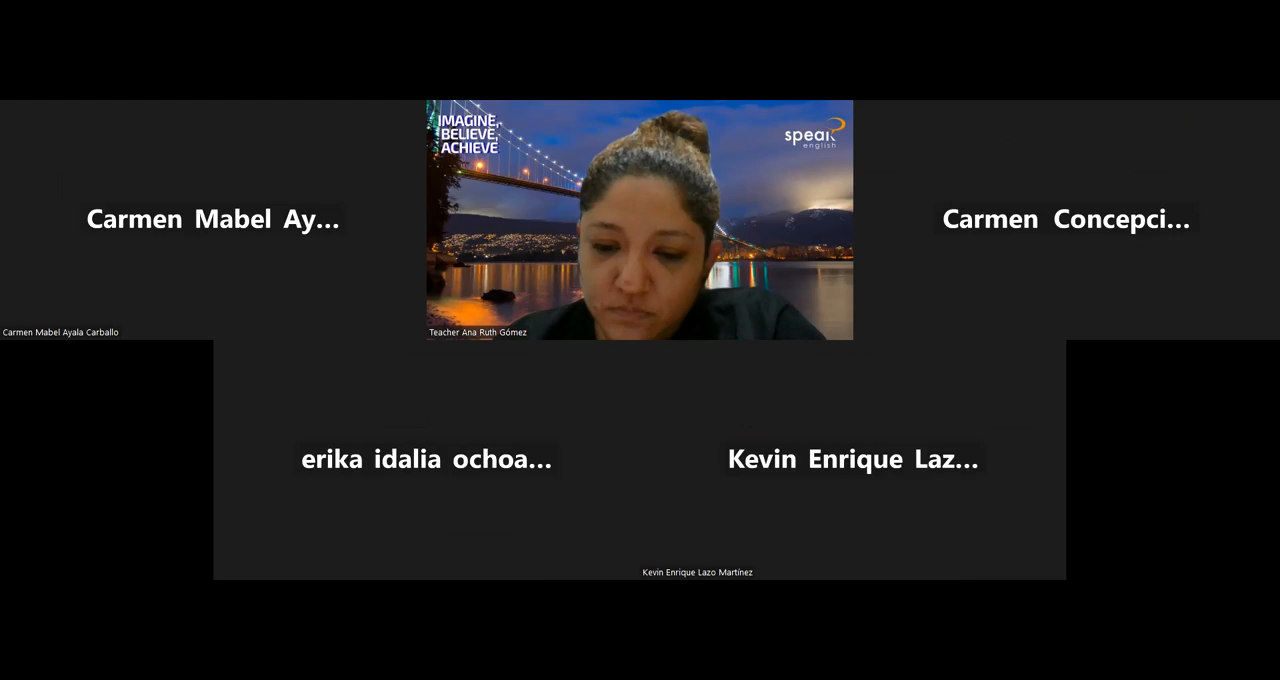 IMAGINE,
BELIEVE,
ACHIEVE
speak
english
Carmen Mabel Ay...
Carmen Concepci...
Carmen Mabel Ayala Carballo
Teacher Ana Ruth Gómez
erika idalia ochoa...
Kevin Enrique Laz...
Kevin Enrique Lazo Martínez